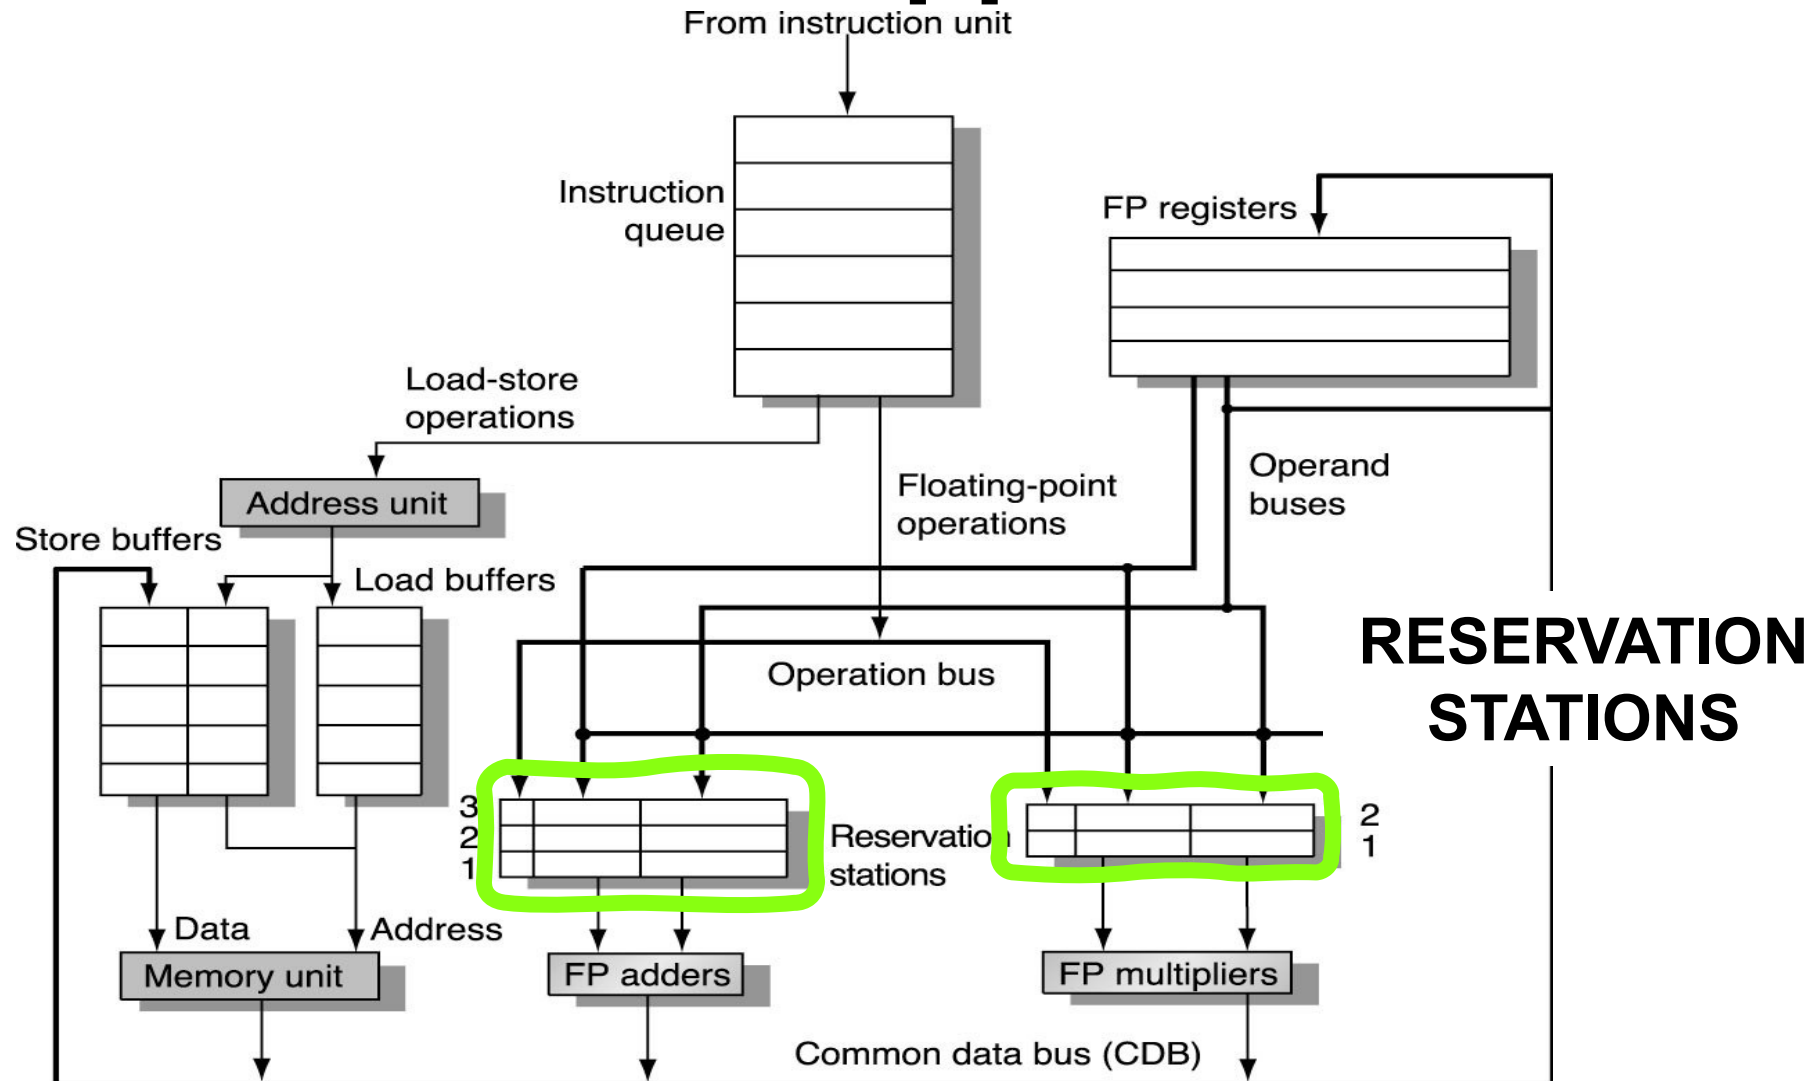 From instruction unit
Instruction
queue
FP registers
Load-store
operations
Operand
buses
Floating-point
operations
Address unit
Store buffers
Load buffers
RESERVATION
STATIONS
Operation bus
3
2
1
Reservation
stations
2
1
Data
Address
Memory unit
FP adders
FP multipliers
Common data bus (CDB)